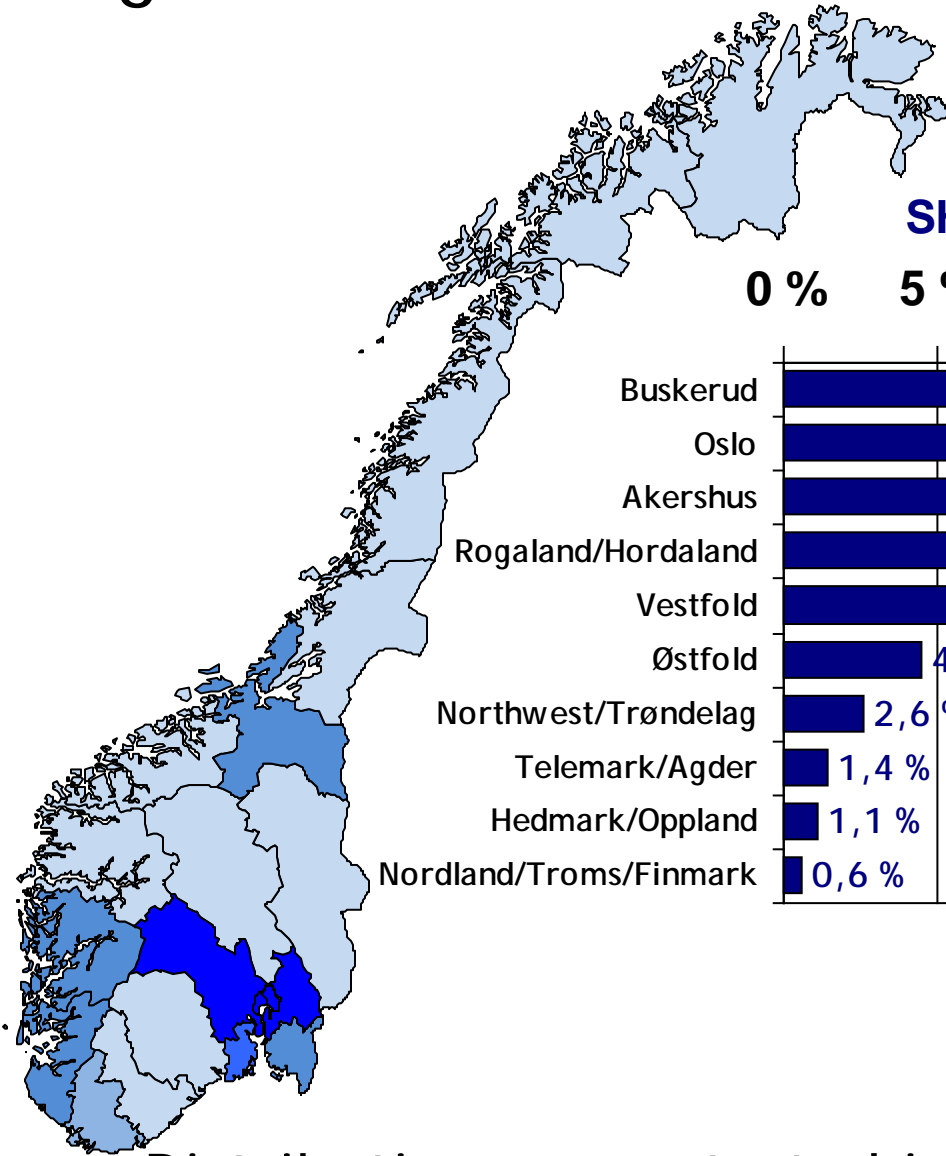 0 %
Buskerud
Oslo
Akershus
Rogaland/Hordaland
Vestfold
Østfold
Northwest/Trøndelag 2,6
Telemark/Agder 1,4 %
Hedmark/Oppland 1,1 %
Nordland/Troms/Finmark 0,6 %